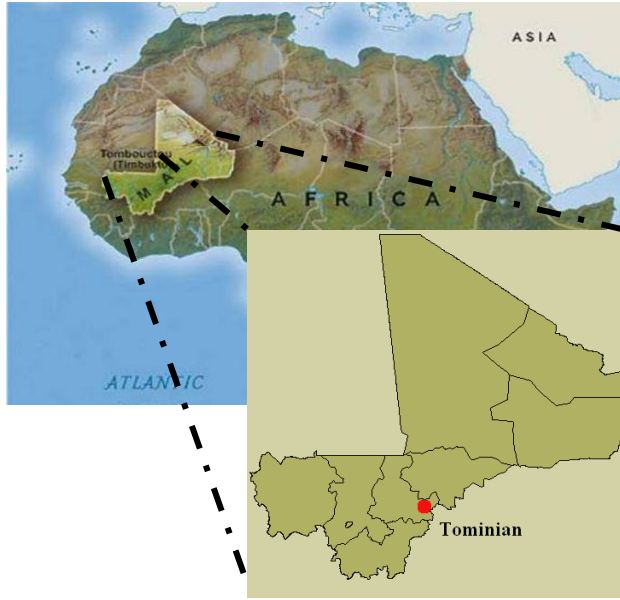 ASIA
Tombouctou
(Timbuktu)
MALI
AFRICA
ATLANTIC
Tominian